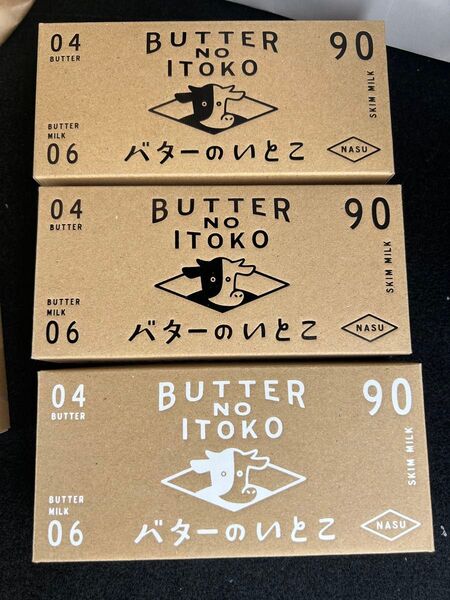 04
BUTTER
BUTTER
NO
ITOKO
90
SKIM MILK
BUTTER
MILK
06
バターのいとこ
NASU
04
BUTTER
BUTTER
NO
ITOKO
90
SKIM MILK
BUTTER
MILK
06
バターのいとこ
NASU
04
BUTTER
BUTTER
NO
ITOKO
90
SKIM MILK
BUTTER
MILK
06
バターのいとこ
NASU